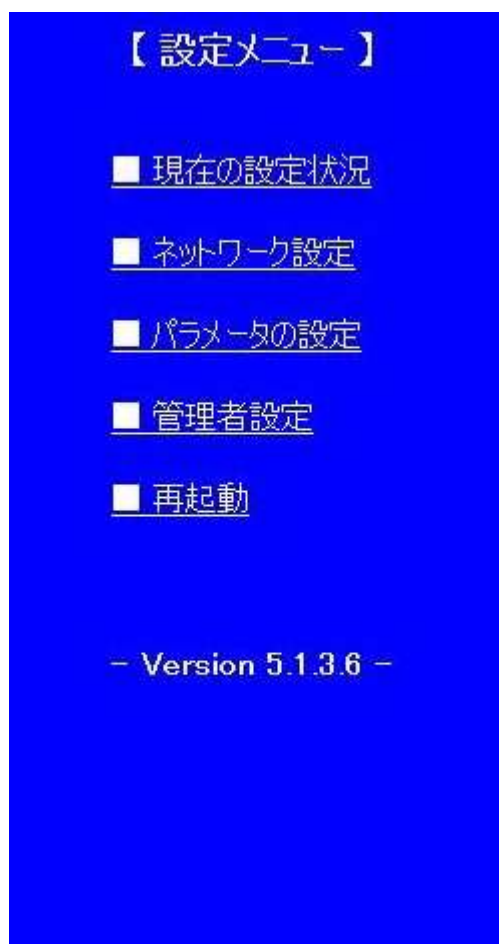 【 設定メニュー 】
■ 現在の設定状況
■ ネットワーク設定
■ パラメータの設定
■ 管理者設定
■ 再起動
− Version 5.1.3.6 −